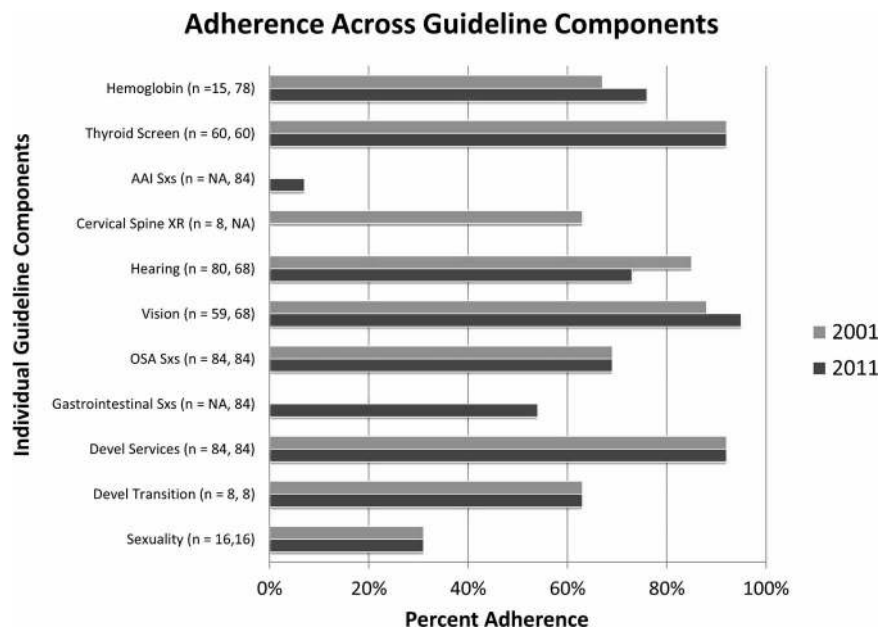 Adherence Across Guideline Components
Individual Guideline Components
Hemoglobin (n =15, 78)
Thyroid Screen (n = 60, 60)
AAI Sxs (n = NA, 84)
Cervical Spine XR (n = 8, NA)
Hearing (n = 80, 68)
Vision (n = 59, 68)
OSA Sxs (n = 84, 84)
Gastrointestinal Sxs (n = NA, 84)
Devel Services (n = 84, 84)
Devel Transition (n = 8, 8)
Sexuality (n = 16,16)
2001
2011
0% 20% 40% 60% 80% 100%
Percent Adherence